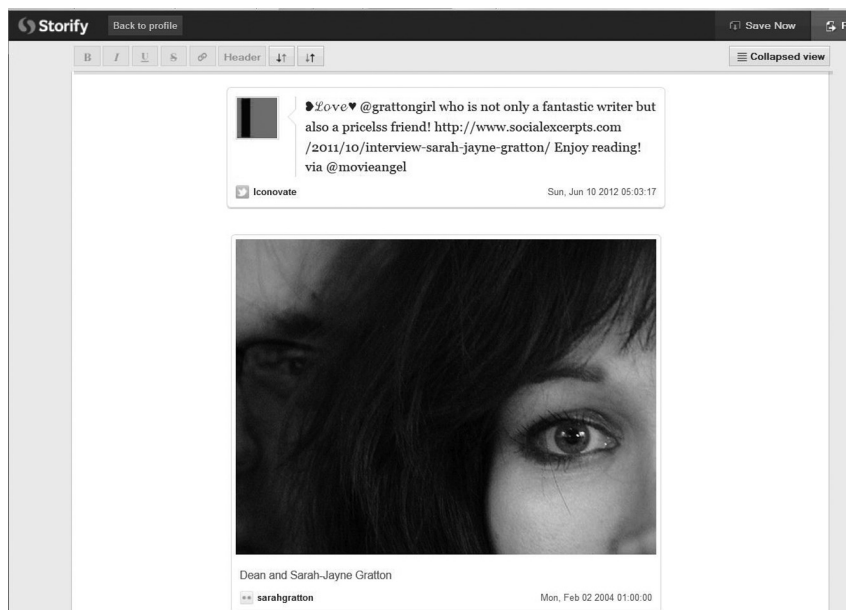 Storify Back to profile Save Now
B I U S Header Collapsed view
❥ℒℴve♥ @grattongirl who is not only a fantastic writer but
also a pricelss friend! http://www.socialexcerpts.com
/2011/10/interview-sarah-jayne-gratton/ Enjoy reading!
via @movieangel
Iconovate Sun, Jun 10 2012 05:03:17
Dean and Sarah-Jayne Gratton
sarahgratton Mon, Feb 02 2004 01:00:00